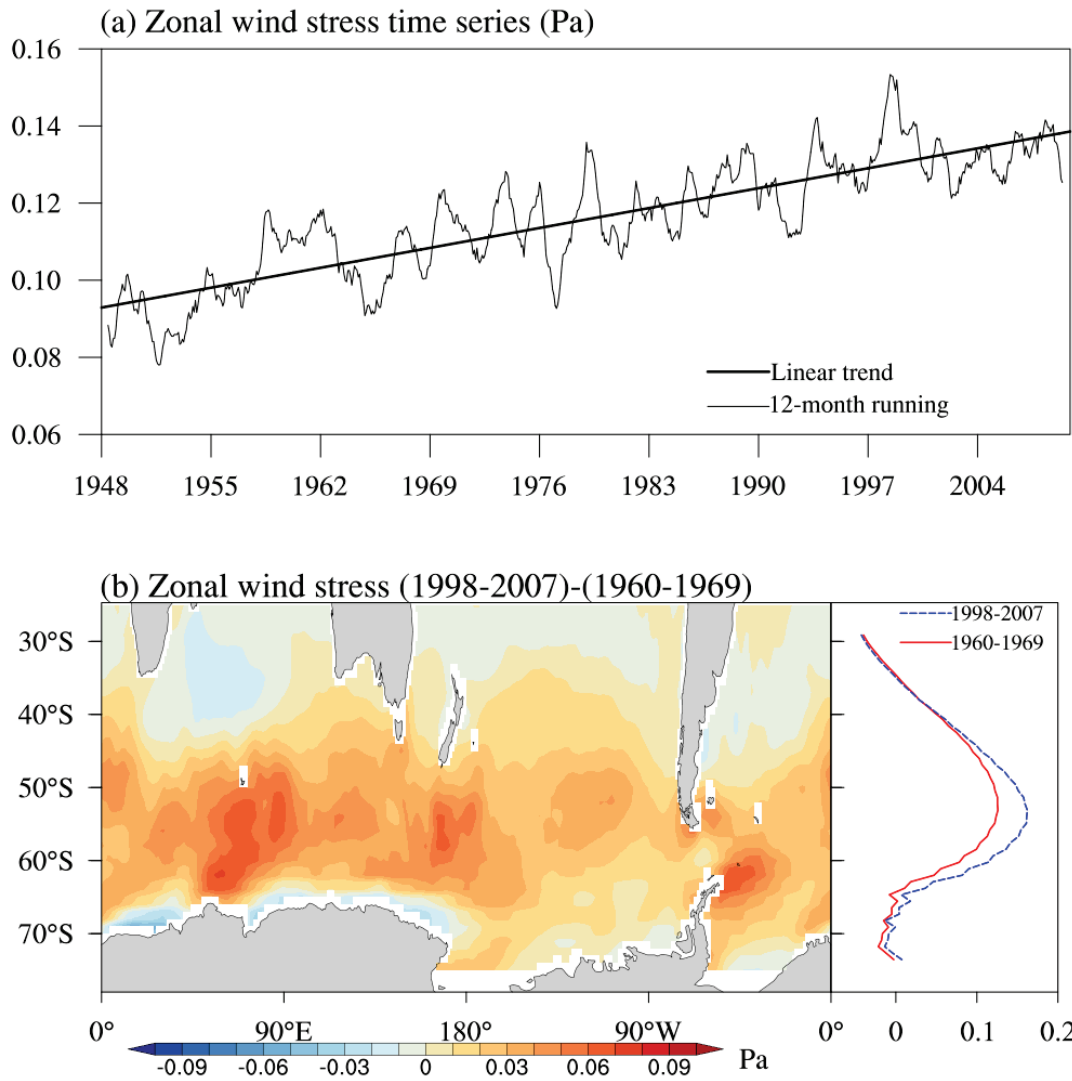 (a) Zonal wind stress time series (Pa)
0.16
0.14
0.12
0.10
0.08
0.06
Linear trend
12-month running
1948 1955 1962 1969 1976 1983 1990 1997 2004
(b) Zonal wind stress (1998-2007)-(1960-1969)
1998-2007
1960-1969
30°S
40°S
50°S
60°S
70°S
0° 90°E 180° 90°W 0° 0 0.1 0.2
-0.09 -0.06 -0.03 0 0.03 0.06 0.09 Pa